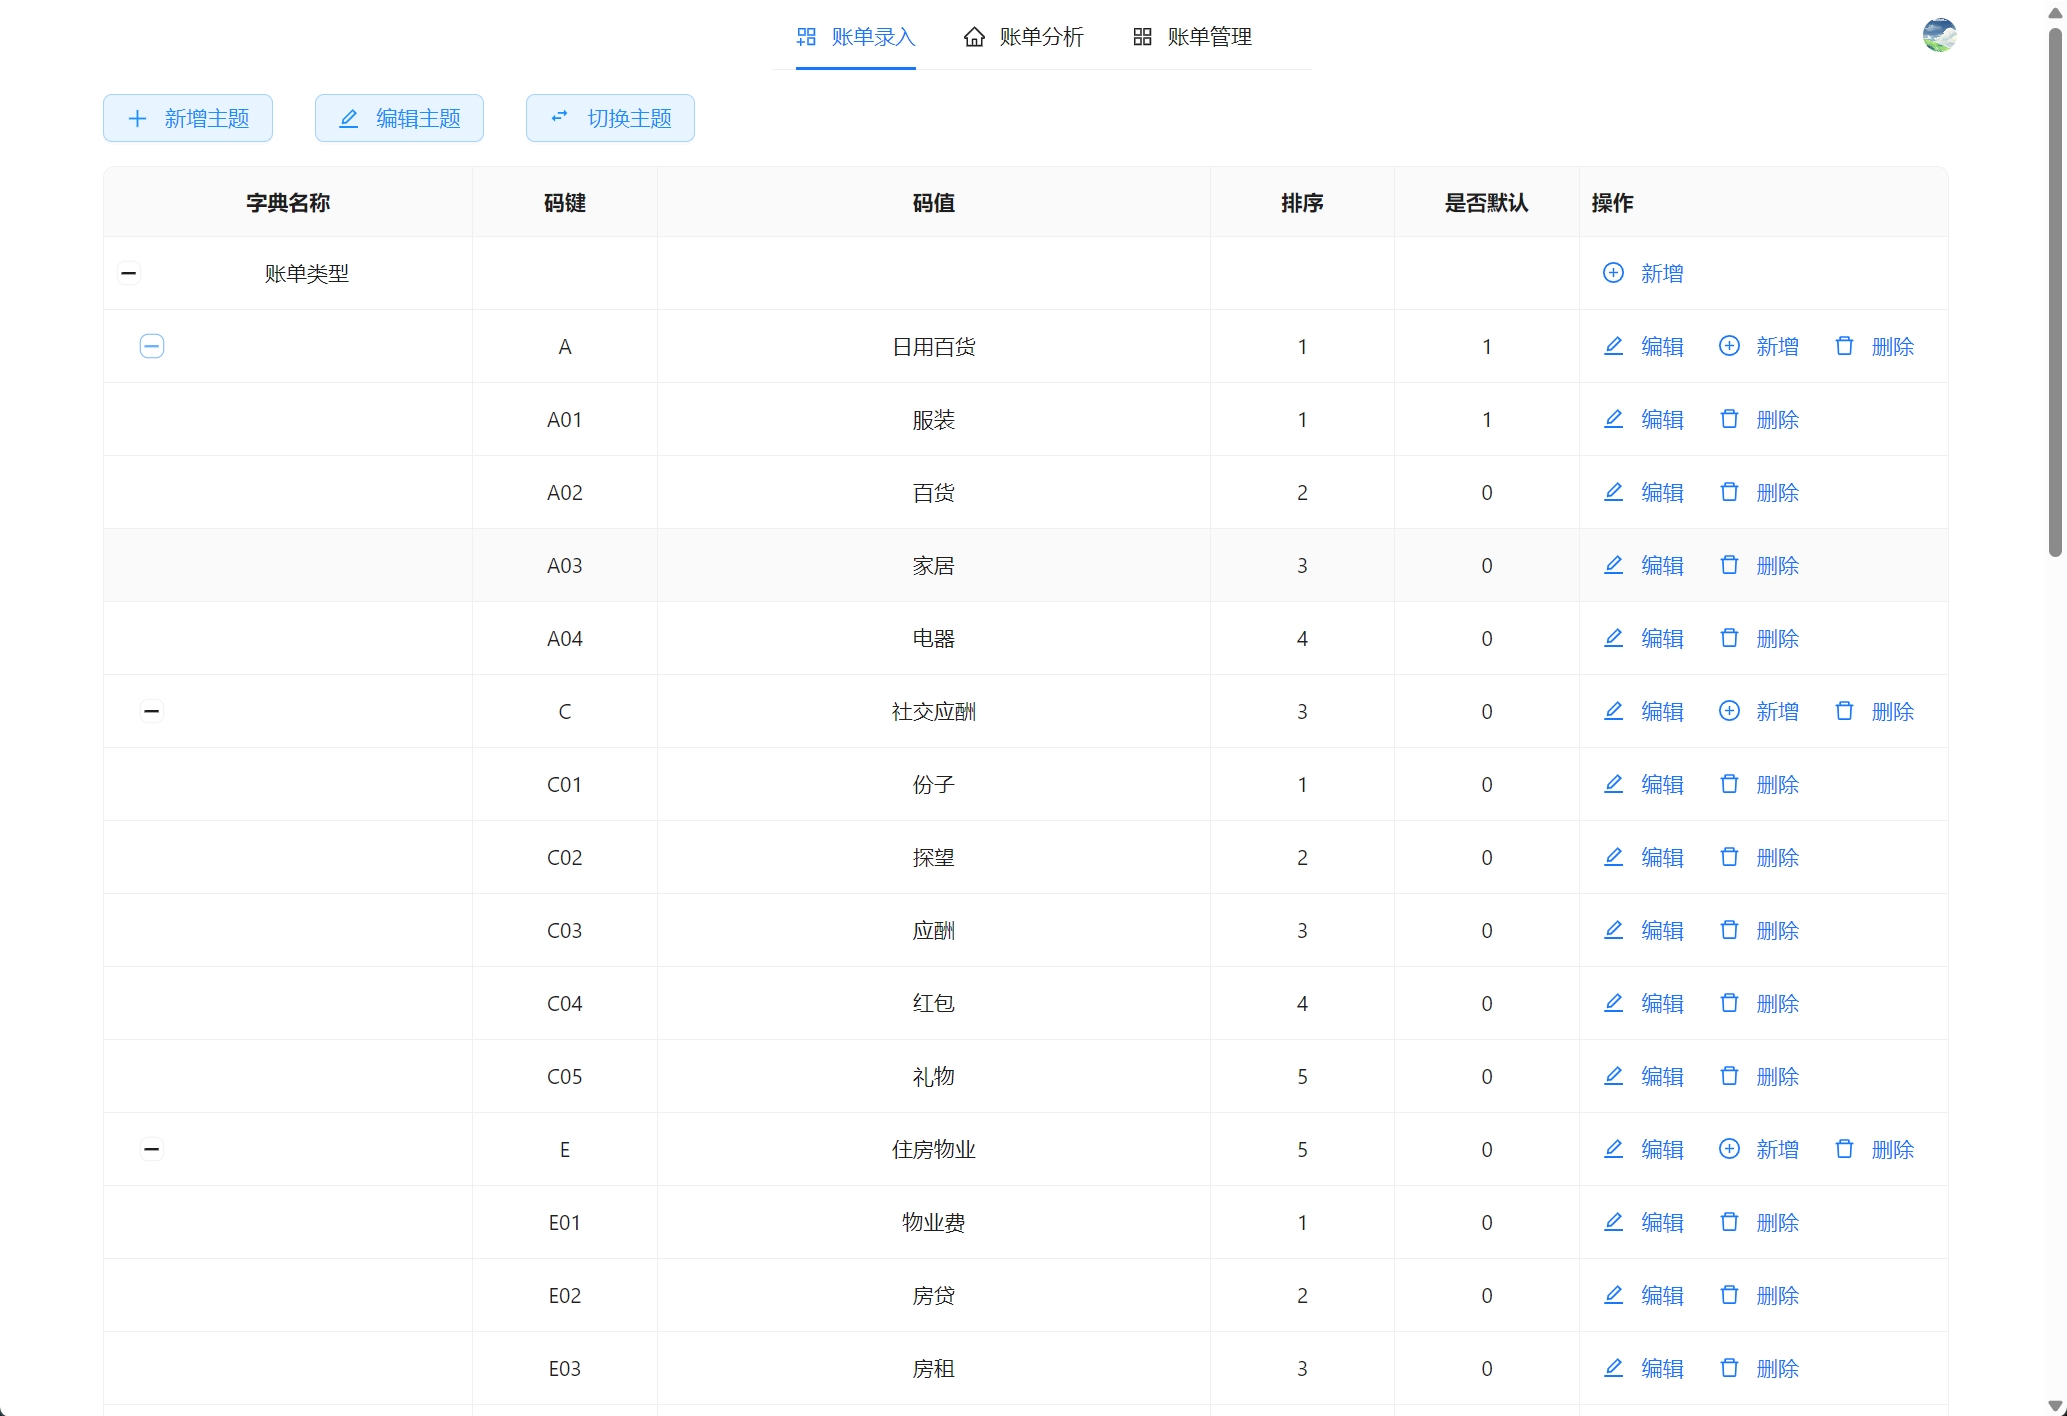 账单录入 账单分析 账单管理
新增主题 编辑主题 切换主题
字典名称 码键 码值 排序 是否默认 操作
账单类型 新增
A 日用百货 1 1 编辑 新增 删除
A01 服装 1 1 编辑 删除
A02 百货 2 0 编辑 删除
A03 家居 3 0 编辑 删除
A04 电器 4 0 编辑 删除
C 社交应酬 3 0 编辑 新增 删除
C01 份子 1 0 编辑 删除
C02 探望 2 0 编辑 删除
C03 应酬 3 0 编辑 删除
C04 红包 4 0 编辑 删除
C05 礼物 5 0 编辑 删除
E 住房物业 5 0 编辑 新增 删除
E01 物业费 1 0 编辑 删除
E02 房贷 2 0 编辑 删除
E03 房租 3 0 编辑 删除